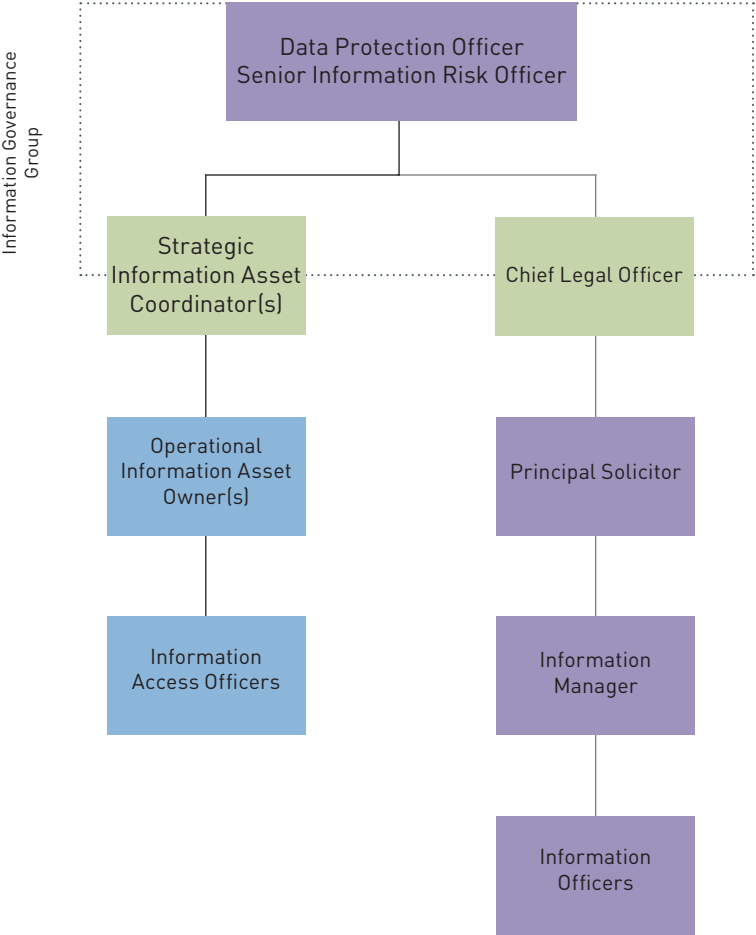 Information Governance
Group
Data Protection Officer
Senior Information Risk Officer
Strategic
Information Asset
Coordinator(s)
Chief Legal Officer
Operational
Information Asset
Owner(s)
Principal Solicitor
Information
Access Officers
Information
Manager
Information
Officers